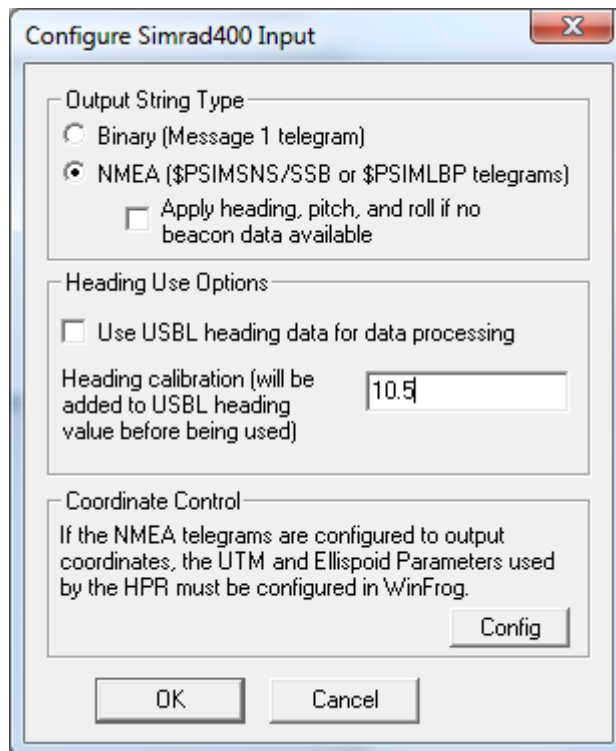 Configure Simrad400 Input
Output String Type
Binary (Message 1 telegram)
NMEA ($PSIMSNS/SSB or $PSIMLBP telegrams)
Apply heading, pitch, and roll if no
beacon data available
Heading Use Options
Use USBL heading data for data processing
Heading calibration (will be
added to USBL heading
value before being used)
10.5
Coordinate Control
If the NMEA telegrams are configured to output
coordinates, the UTM and Ellispoid Parameters used
by the HPR must be configured in WinFrog.
Config
OK
Cancel